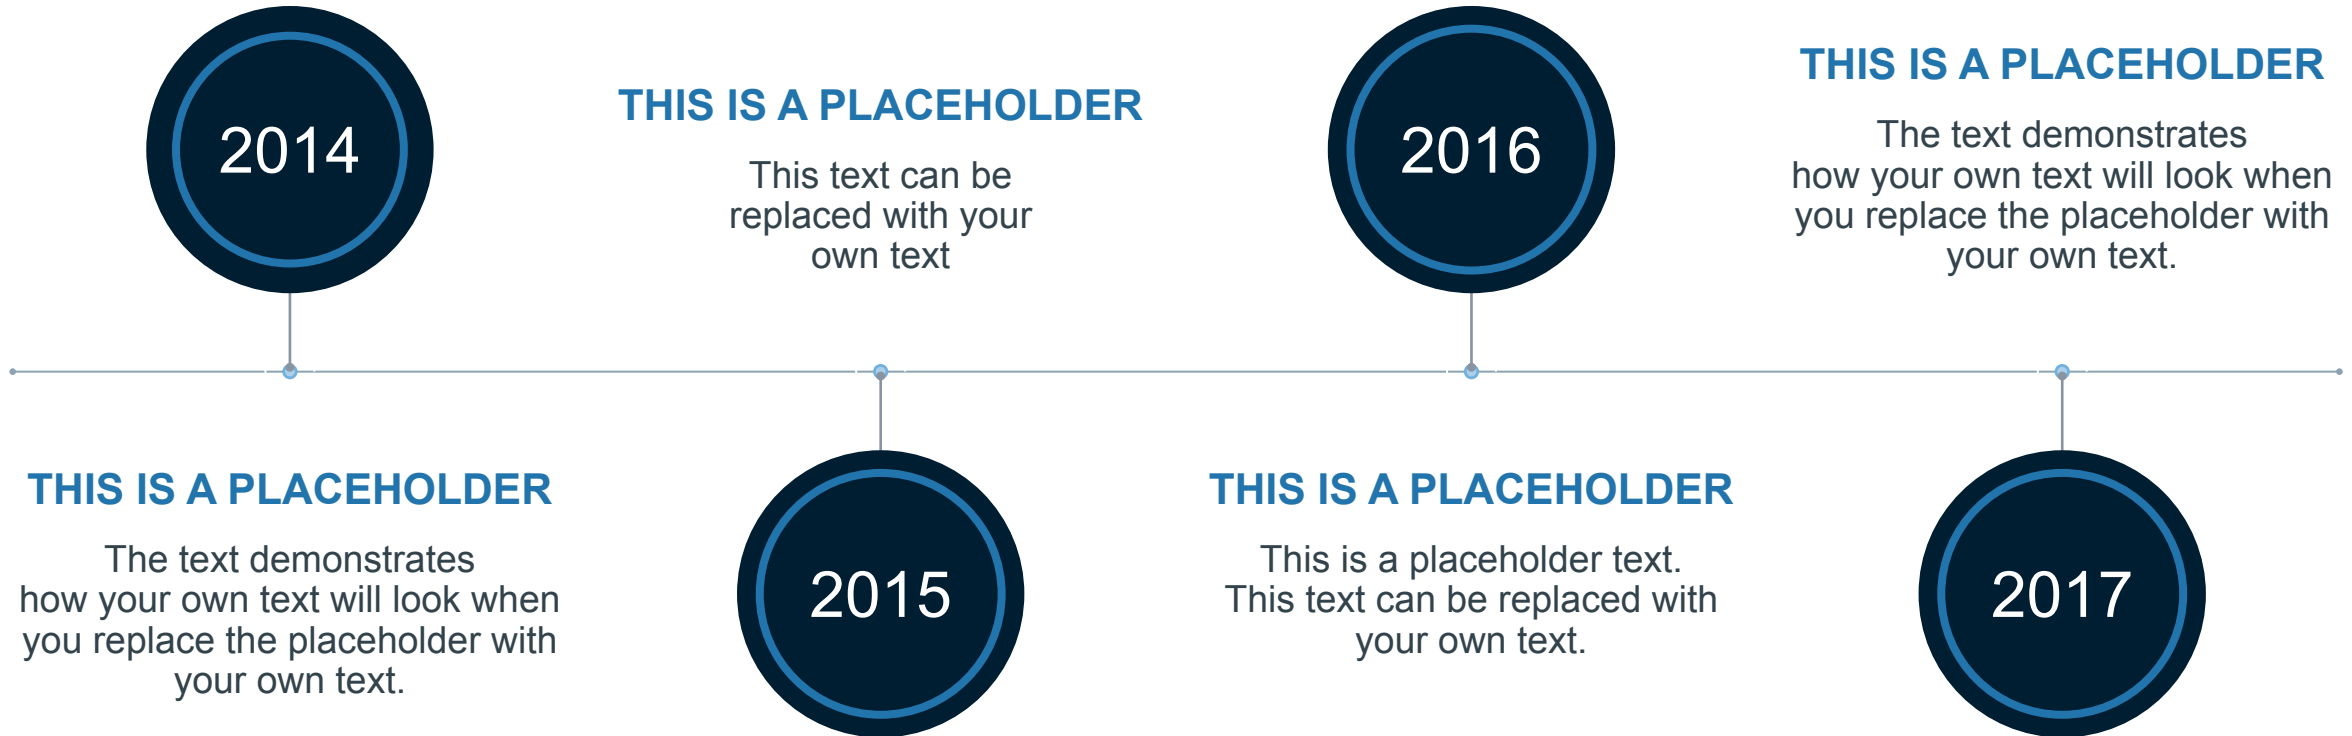 2014
THIS IS A PLACEHOLDER
The text demonstrates
how your own text will look when
you replace the placeholder with
your own text.
THIS IS A PLACEHOLDER
This text can be
replaced with your
own text
2015
2016
THIS IS A PLACEHOLDER
This is a placeholder text.
This text can be replaced with
your own text.
THIS IS A PLACEHOLDER
The text demonstrates
how your own text will look when
you replace the placeholder with
your own text.
2017